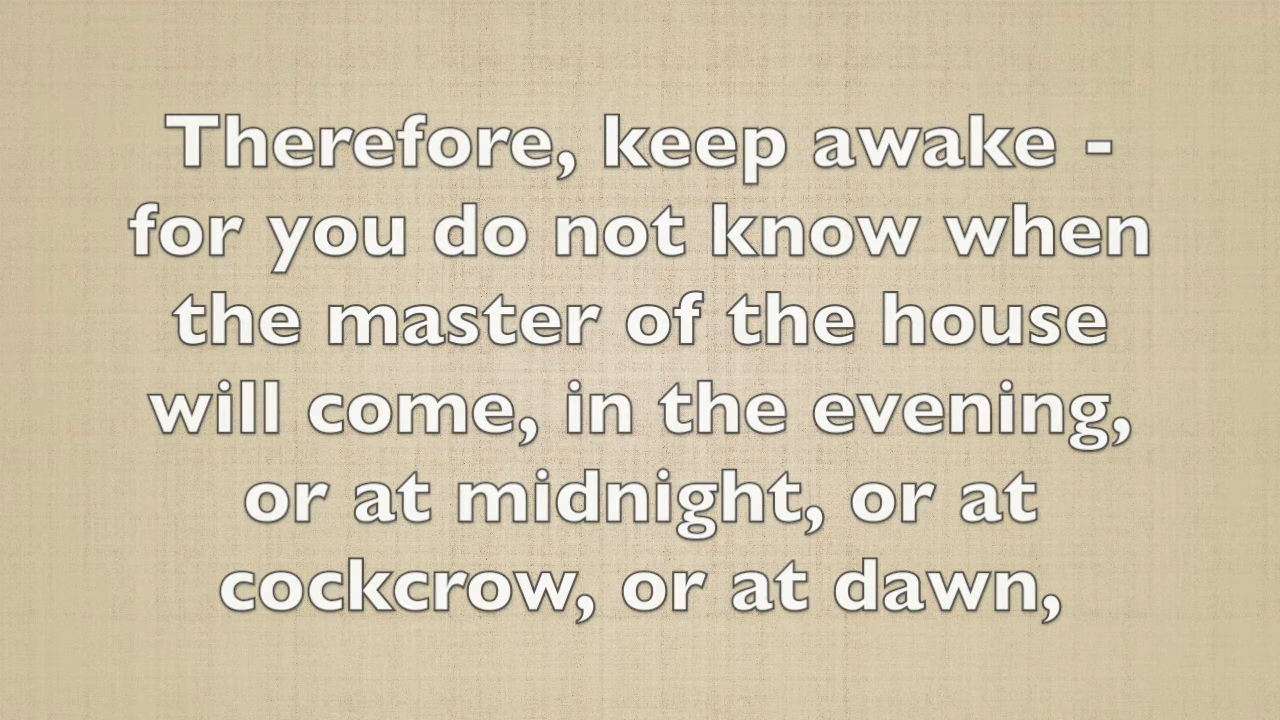 Therefore, keep awake -
for you do not know when
the master of the house
will come, in the evening,
or at midnight, or at
cockcrow, or at dawn,